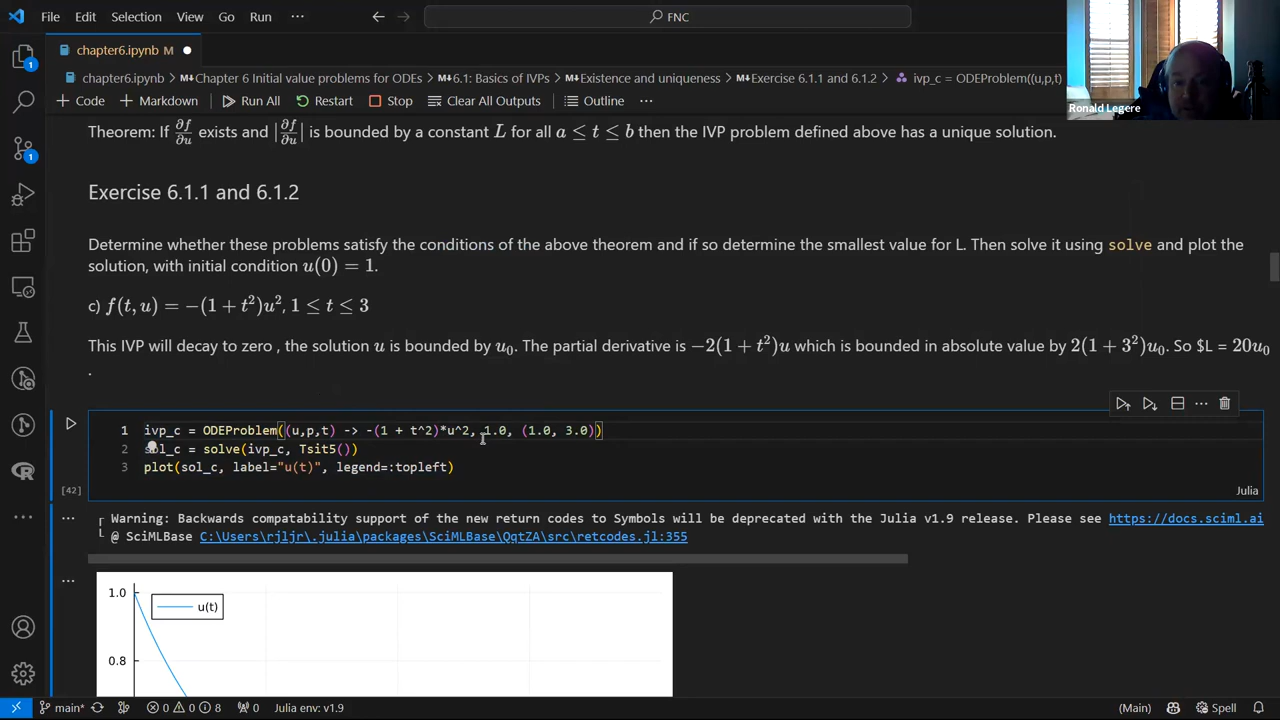 File Edit Selection View Go Run ··· FNC
chapter6.ipynb M
chapter6.ipynb > M↓ Chapter 6: Initial value problems for ODEs > M↓ 6.1: Basics of IVPs > M↓ Existence and uniqueness > M↓ Exercise 6.1.1 and 6.1.2 > ivp_c = ODEProblem((u,p,t)
+ Code + Markdown Run All Restart Stop Clear All Outputs Outline ···
Ronald Legere
Theorem: If ∂f/∂u exists and |∂f/∂u| is bounded by a constant L for all a ≤ t ≤ b then the IVP problem defined above has a unique solution.
Exercise 6.1.1 and 6.1.2
Determine whether these problems satisfy the conditions of the above theorem and if so determine the smallest value for L. Then solve it using solve and plot the
solution, with initial condition u(0) = 1.
c) f(t, u) = −(1 + t²)u², 1 ≤ t ≤ 3
This IVP will decay to zero , the solution u is bounded by u₀. The partial derivative is −2(1 + t²)u which is bounded in absolute value by 2(1 + 3²)u₀. So $L = 20u₀
.
1 ivp_c = ODEProblem((u,p,t) -> -(1 + t^2)*u^2, 1.0, (1.0, 3.0))
2 sol_c = solve(ivp_c, Tsit5())
3 plot(sol_c, label="u(t)", legend=:topleft)
[42] Julia
Warning: Backwards compatability support of the new return codes to Symbols will be deprecated with the Julia v1.9 release. Please see https://docs.sciml.ai
@ SciMLBase C:\Users\rjljr\.julia\packages\SciMLBase\QqtZA\src\retcodes.jl:355
1.0
u(t)
0.8
main* 0 0 8 0 Julia env: v1.9 (Main) Spell